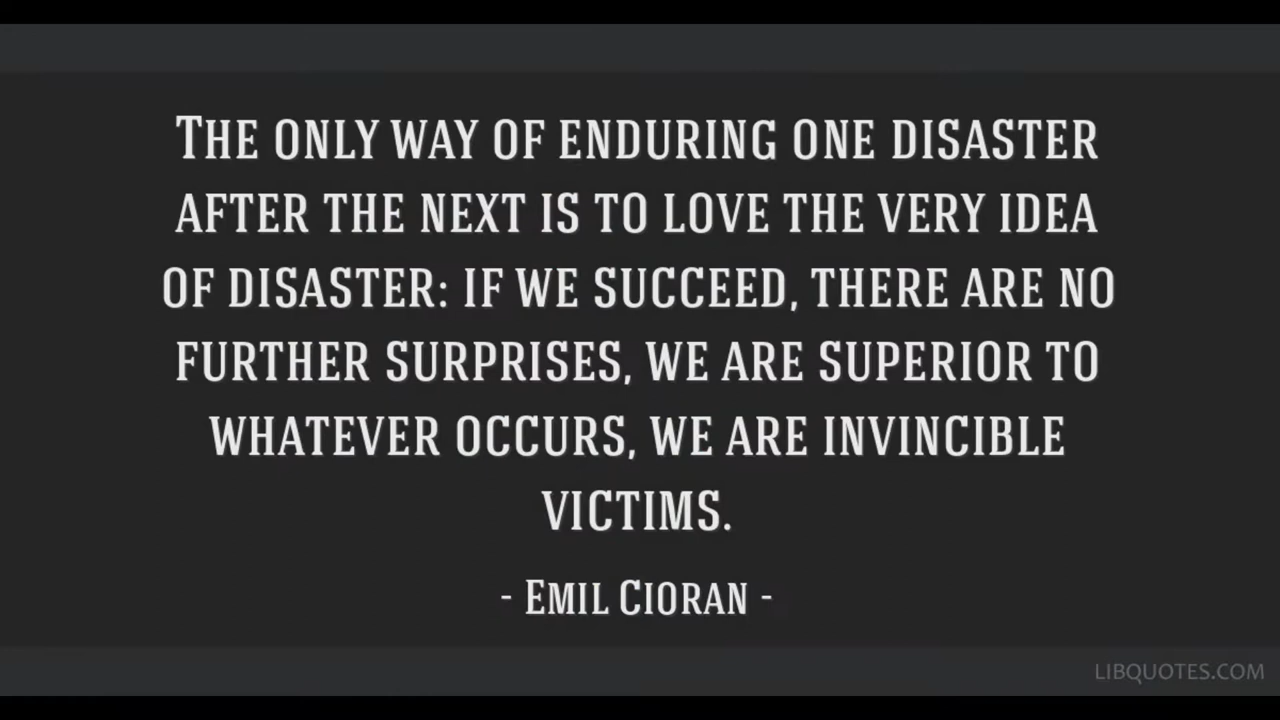 The only way of enduring one disaster
after the next is to love the very idea
of disaster: if we succeed, there are no
further surprises, we are superior to
whatever occurs, we are invincible
victims.
- Emil Cioran -
LIBQUOTES.COM